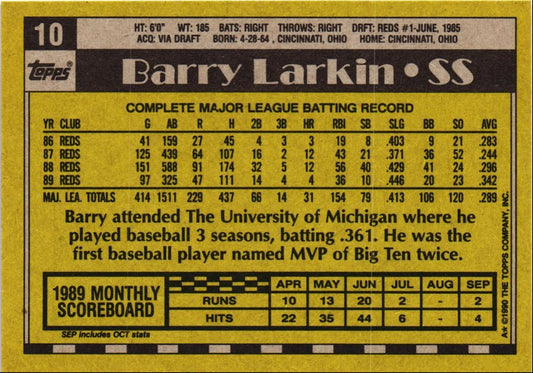 10
HT: 6'0" WT: 185 BATS: RIGHT THROWS: RIGHT DRFT: REDS #1-JUNE, 1985
ACQ: VIA DRAFT BORN: 4-28-64, CINCINNATI, OHIO HOME: CINCINNATI, OHIO
Topps
Barry Larkin • SS
COMPLETE MAJOR LEAGUE BATTING RECORD
YR CLUB G AB R H 2B 3B HR RBI SB SLG BB SO AVG
86 REDS 41 159 27 45 4 3 3 19 8 .403 9 21 .283
87 REDS 125 439 64 107 16 2 12 43 21 .371 36 52 .244
88 REDS 151 588 91 174 32 5 12 56 40 .429 41 24 .296
89 REDS 97 325 47 111 14 4 4 36 10 .446 20 23 .342
MAJ. LEA. TOTALS 414 1511 229 437 66 14 31 154 79 .413 106 120 .289
Barry attended The University of Michigan where he
played baseball 3 seasons, batting .361. He was the
first baseball player named MVP of Big Ten twice.
1989 MONTHLY
SCOREBOARD
APR MAY JUN JUL AUG SEP
RUNS 10 13 20 2 - 2
HITS 22 35 44 6 - 4
SEP includes OCT stats
A* ©1990 THE TOPPS COMPANY, INC.